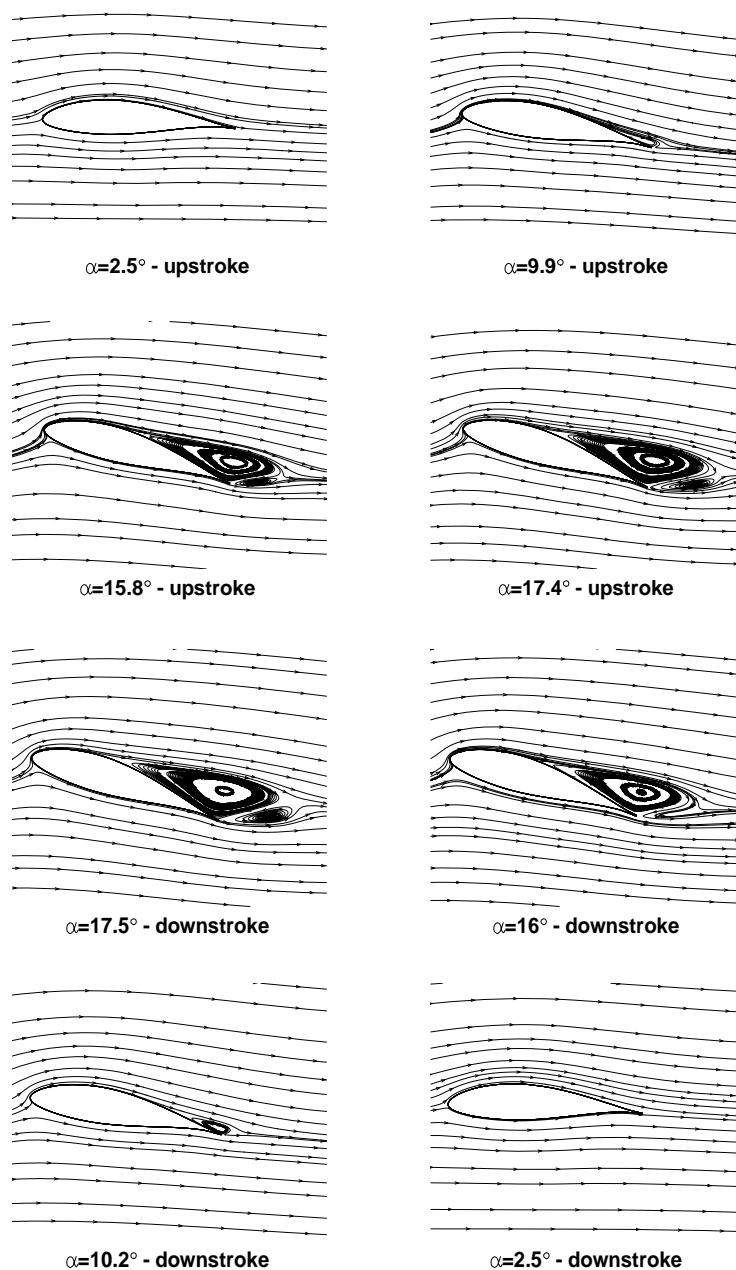 α=2.5° - upstroke
α=9.9° - upstroke
α=15.8° - upstroke
α=17.4° - upstroke
α=17.5° - downstroke
α=16° - downstroke
α=10.2° - downstroke
α=2.5° - downstroke